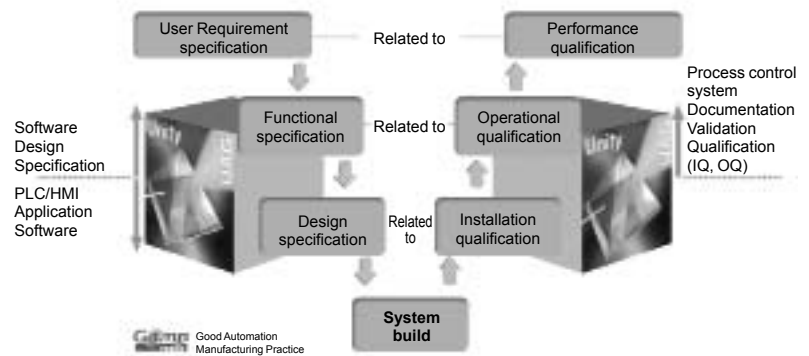 User Requirement
specification
Related to
Performance
qualification
Functional
specification
Related to
Operational
qualification
Design
specification
Related
to
Installation
qualification
System
build
Software
Design
Specification
PLC/HMI
Application
Software
Unity
Unity
Process control
system
Documentation
Validation
Qualification
(IQ, OQ)
Good Automation
Manufacturing Practice